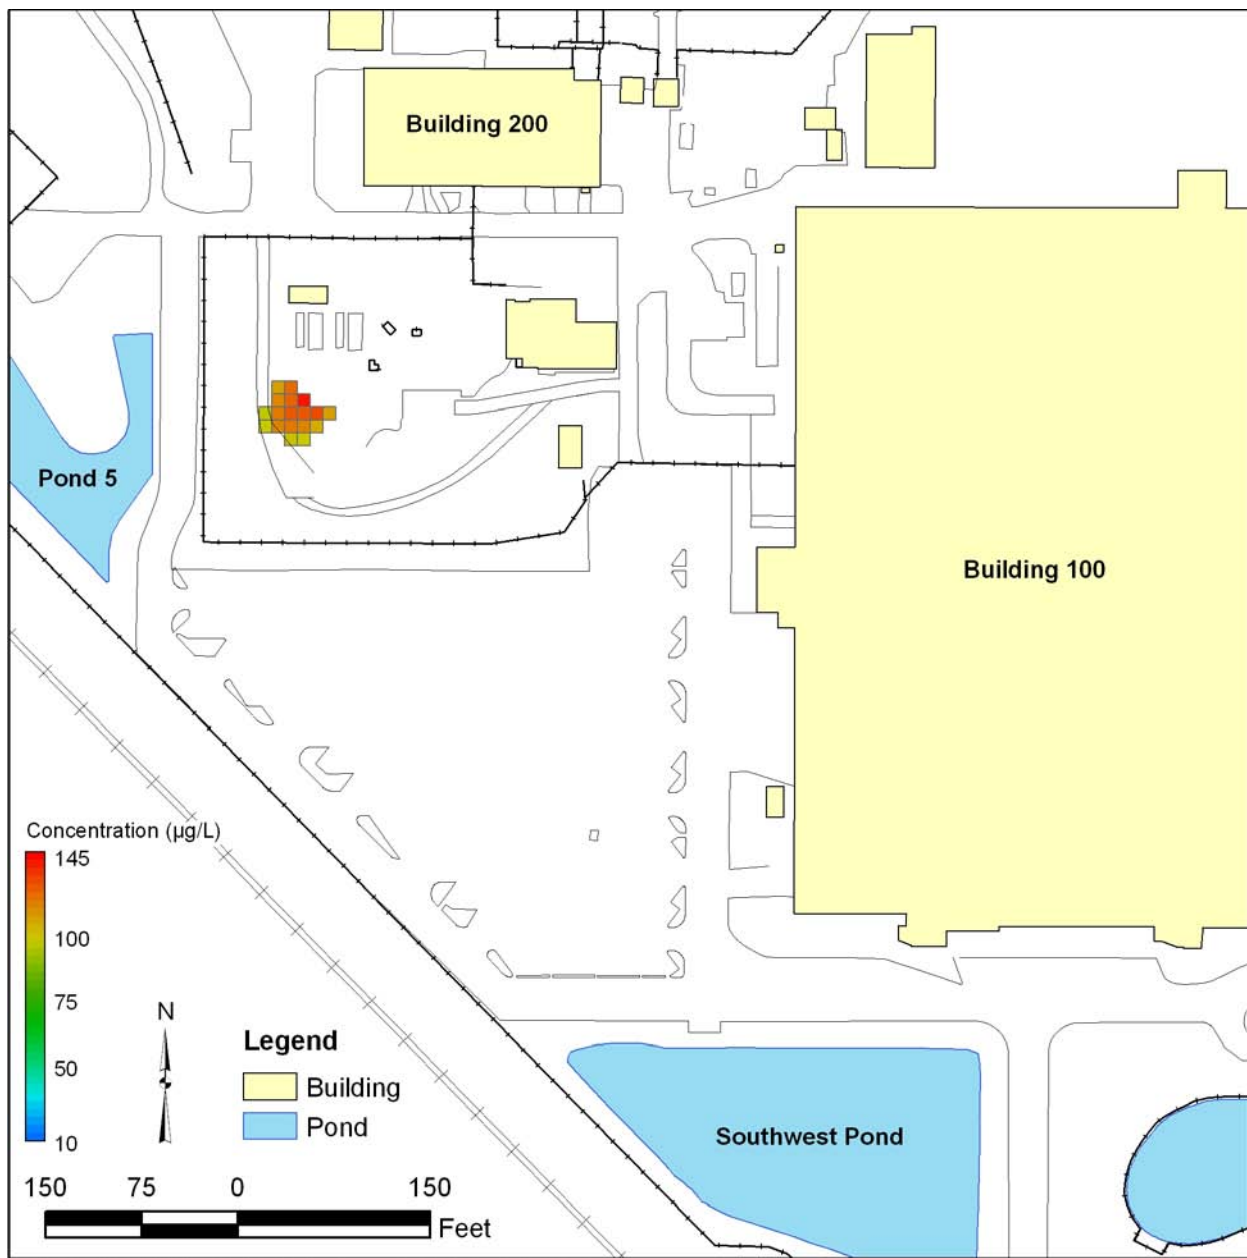 Building 200
Pond 5
Building 100
Concentration (µg/L)
145
100
75
50
10
N
Legend
Building
Pond
Southwest Pond
150 75 0 150
Feet